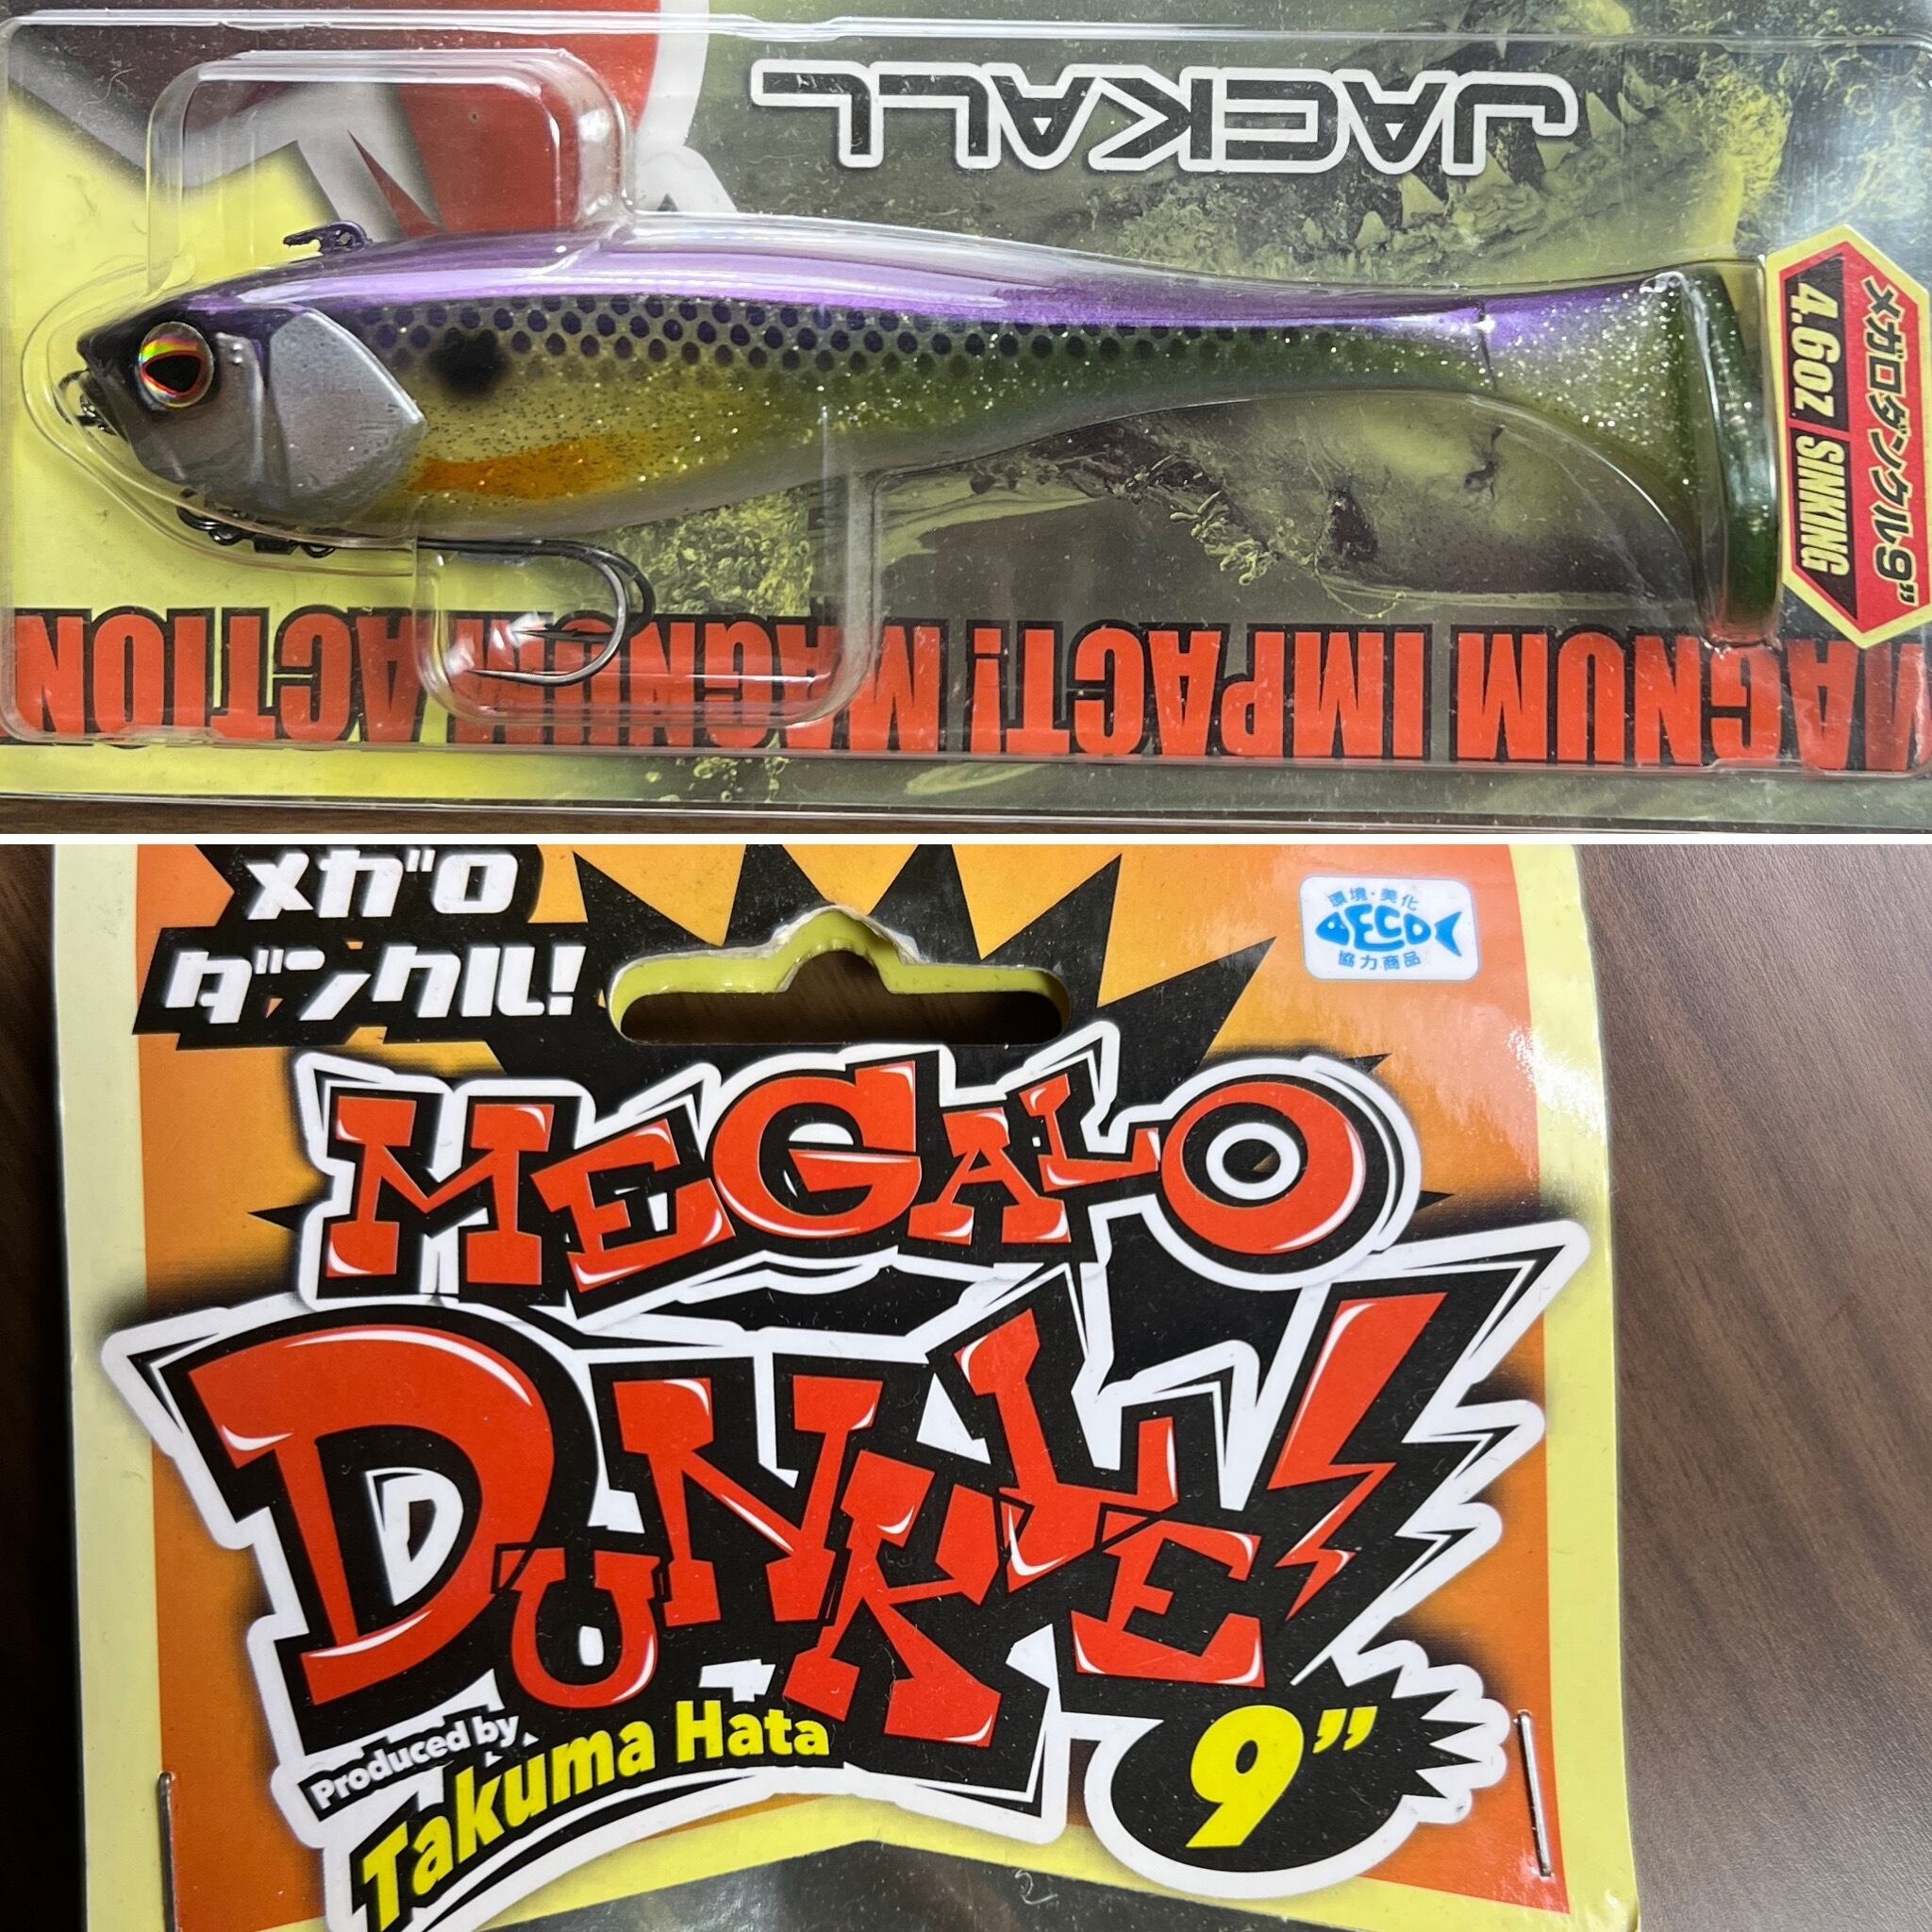 JACKALL
メガロダンクル9”
4.6oz SINKING
MAGNUM IMPACT! MAGNUM ACTION
メガロ
ダンクル!
環境・美化
BECO
協力商品
MEGALO
DUNKLE!
Produced by
Takuma Hata
9”